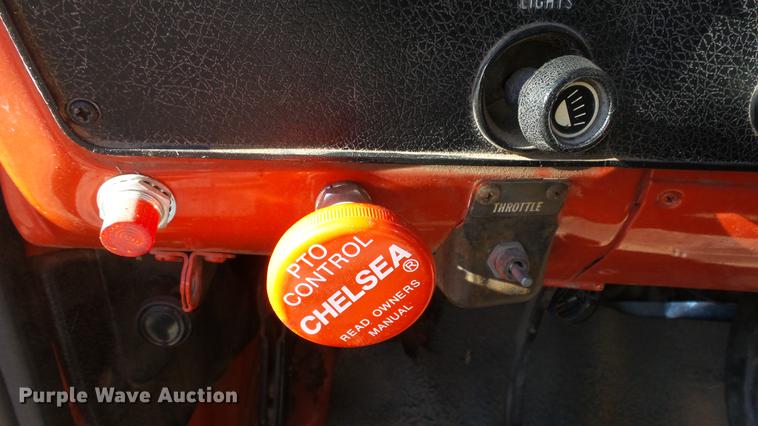 LIGHTS
THROTTLE
PTO
CONTROL
CHELSEA®
READ OWNERS
MANUAL
Purple Wave Auction